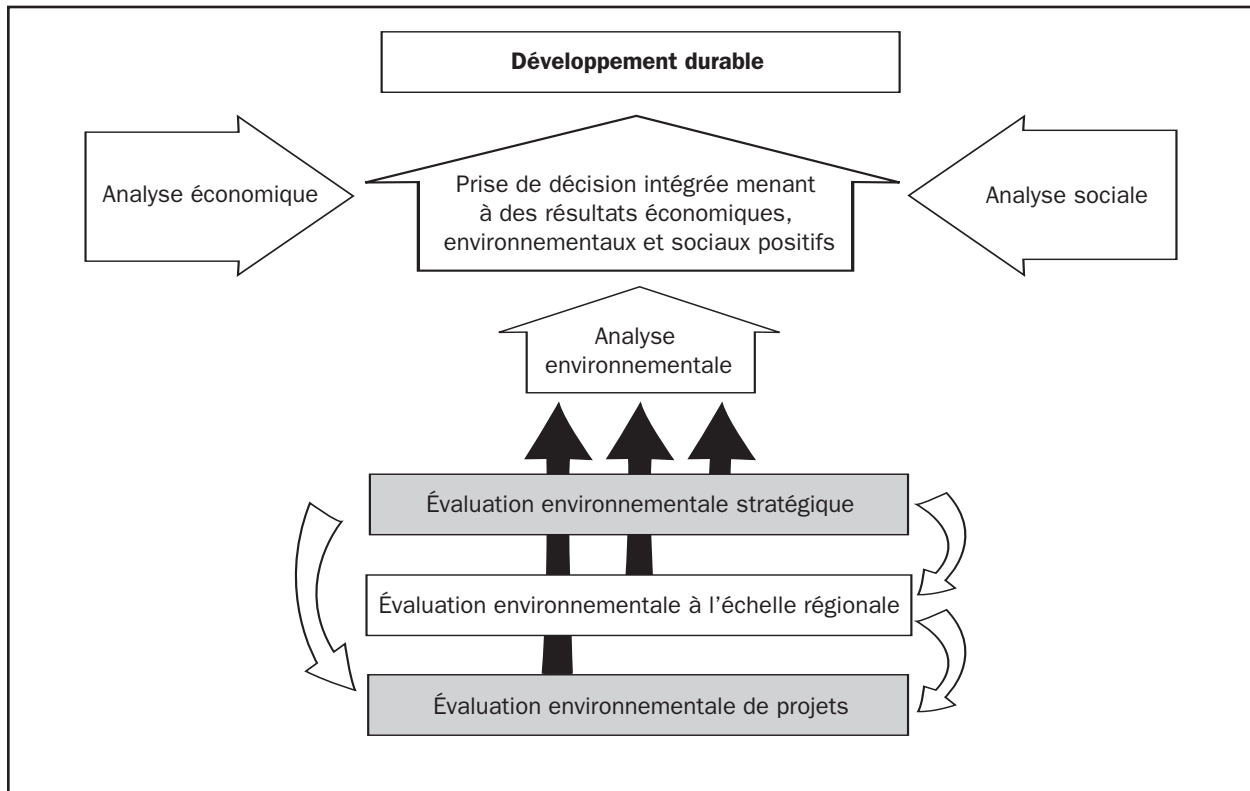 Développement durable
Analyse économique
Prise de décision intégrée menant
à des résultats économiques,
environnementaux et sociaux positifs
Analyse sociale
Analyse
environnementale
Évaluation environnementale stratégique
Évaluation environnementale à l'échelle régionale
Évaluation environnementale de projets